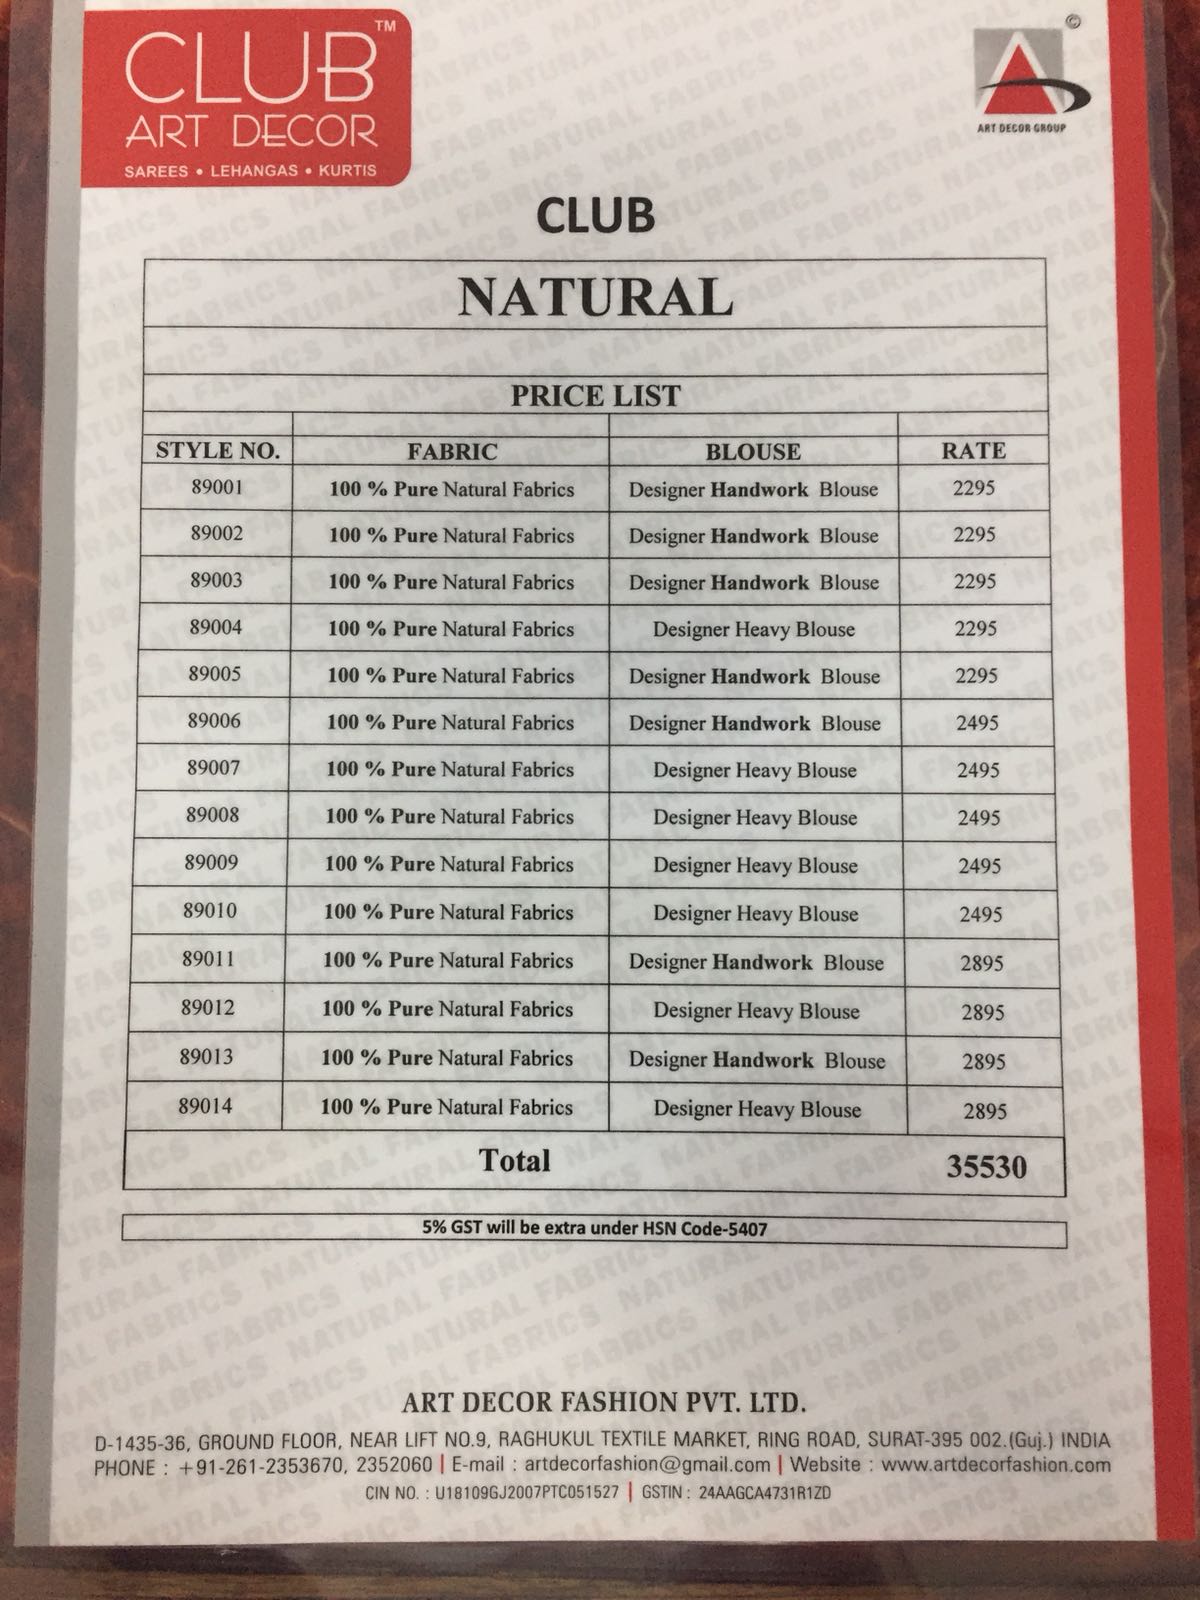 CLUB™
ART DECOR
SAREES • LEHANGAS • KURTIS
©
ART DECOR GROUP
CLUB
NATURAL
PRICE LIST
STYLE NO. FABRIC BLOUSE RATE
89001 100 % Pure Natural Fabrics Designer Handwork Blouse 2295
89002 100 % Pure Natural Fabrics Designer Handwork Blouse 2295
89003 100 % Pure Natural Fabrics Designer Handwork Blouse 2295
89004 100 % Pure Natural Fabrics Designer Heavy Blouse 2295
89005 100 % Pure Natural Fabrics Designer Handwork Blouse 2295
89006 100 % Pure Natural Fabrics Designer Handwork Blouse 2495
89007 100 % Pure Natural Fabrics Designer Heavy Blouse 2495
89008 100 % Pure Natural Fabrics Designer Heavy Blouse 2495
89009 100 % Pure Natural Fabrics Designer Heavy Blouse 2495
89010 100 % Pure Natural Fabrics Designer Heavy Blouse 2495
89011 100 % Pure Natural Fabrics Designer Handwork Blouse 2895
89012 100 % Pure Natural Fabrics Designer Heavy Blouse 2895
89013 100 % Pure Natural Fabrics Designer Handwork Blouse 2895
89014 100 % Pure Natural Fabrics Designer Heavy Blouse 2895
Total 35530
5% GST will be extra under HSN Code-5407
ART DECOR FASHION PVT. LTD.
D-1435-36, GROUND FLOOR, NEAR LIFT NO.9, RAGHUKUL TEXTILE MARKET, RING ROAD, SURAT-395 002.(Guj.) INDIA
PHONE : +91-261-2353670, 2352060 | E-mail : artdecorfashion@gmail.com | Website : www.artdecorfashion.com
CIN NO. : U18109GJ2007PTC051527 | GSTIN : 24AAGCA4731R1ZD